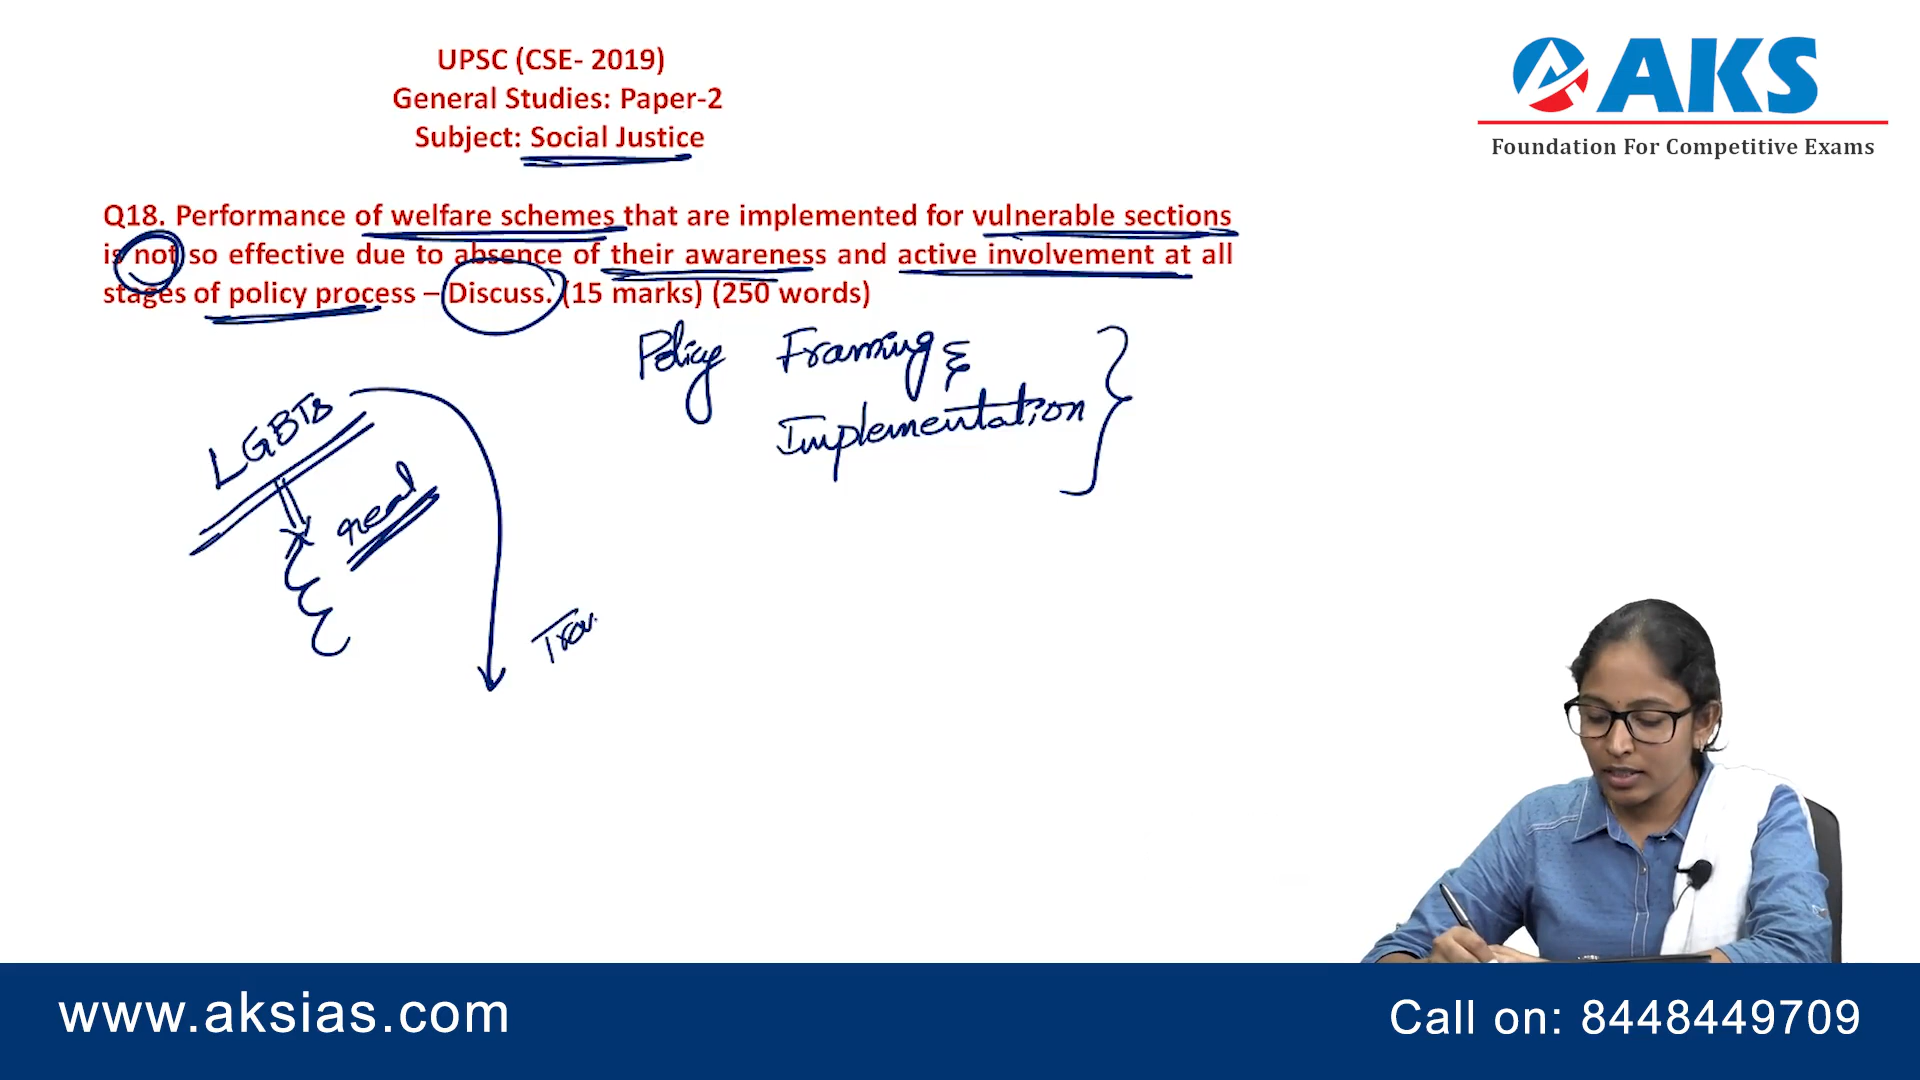 UPSC (CSE- 2019)
General Studies: Paper-2
Subject: Social Justice
AKS
Foundation For Competitive Exams
Q18. Performance of welfare schemes that are implemented for vulnerable sections
is not so effective due to absence of their awareness and active involvement at all
stages of policy process – Discuss. (15 marks) (250 words)
Policy Framing &
Implementation
LGBTs
need
www.aksias.com
Call on: 8448449709